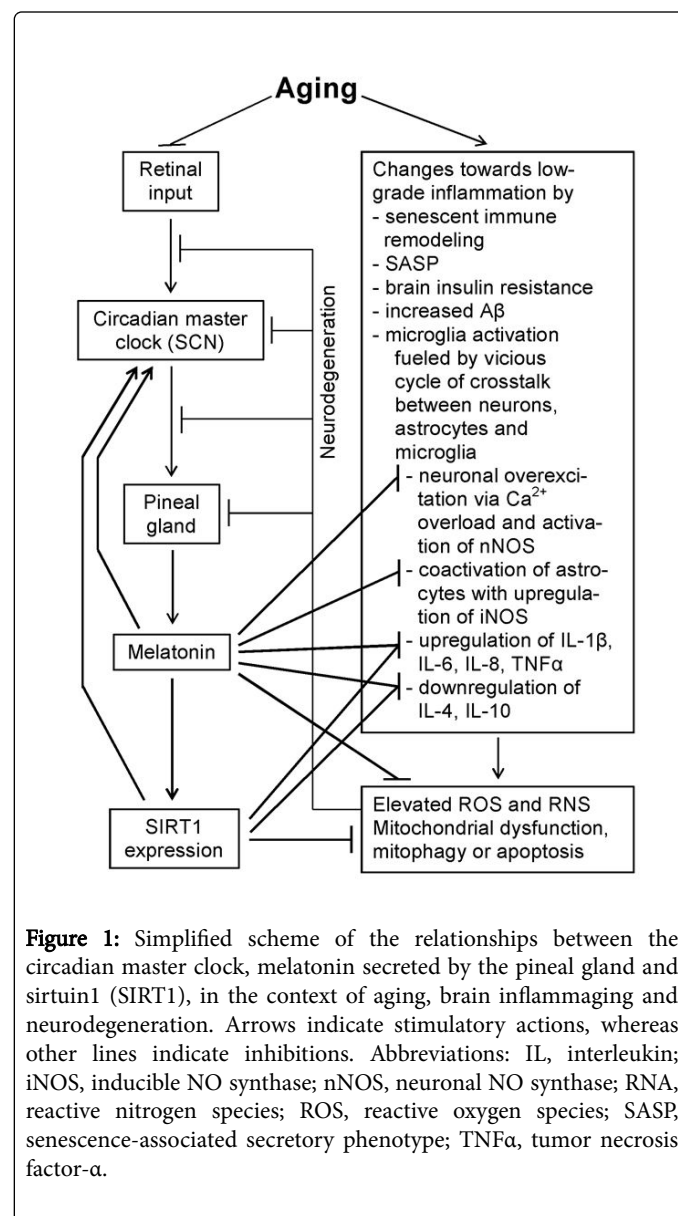 Aging
Retinal
input
Circadian master
clock (SCN)
Pineal
gland
Melatonin
SIRT1
expression
Neurodegeneration
Changes towards low-
grade inflammation by
- senescent immune
remodeling
- SASP
- brain insulin resistance
- increased Aβ
- microglia activation
fueled by vicious
cycle of crosstalk
between neurons,
astrocytes and
microglia
- neuronal overexci-
tation via Ca²⁺
overload and activa-
tion of nNOS
- coactivation of astro-
cytes with upregula-
tion of iNOS
- upregulation of IL-1β,
IL-6, IL-8, TNFα
- downregulation of
IL-4, IL-10
Elevated ROS and RNS
Mitochondrial dysfunction,
mitophagy or apoptosis
Figure 1: Simplified scheme of the relationships between the
circadian master clock, melatonin secreted by the pineal gland and
sirtuin1 (SIRT1), in the context of aging, brain inflammaging and
neurodegeneration. Arrows indicate stimulatory actions, whereas
other lines indicate inhibitions. Abbreviations: IL, interleukin;
iNOS, inducible NO synthase; nNOS, neuronal NO synthase; RNA,
reactive nitrogen species; ROS, reactive oxygen species; SASP,
senescence-associated secretory phenotype; TNFα, tumor necrosis
factor-α.